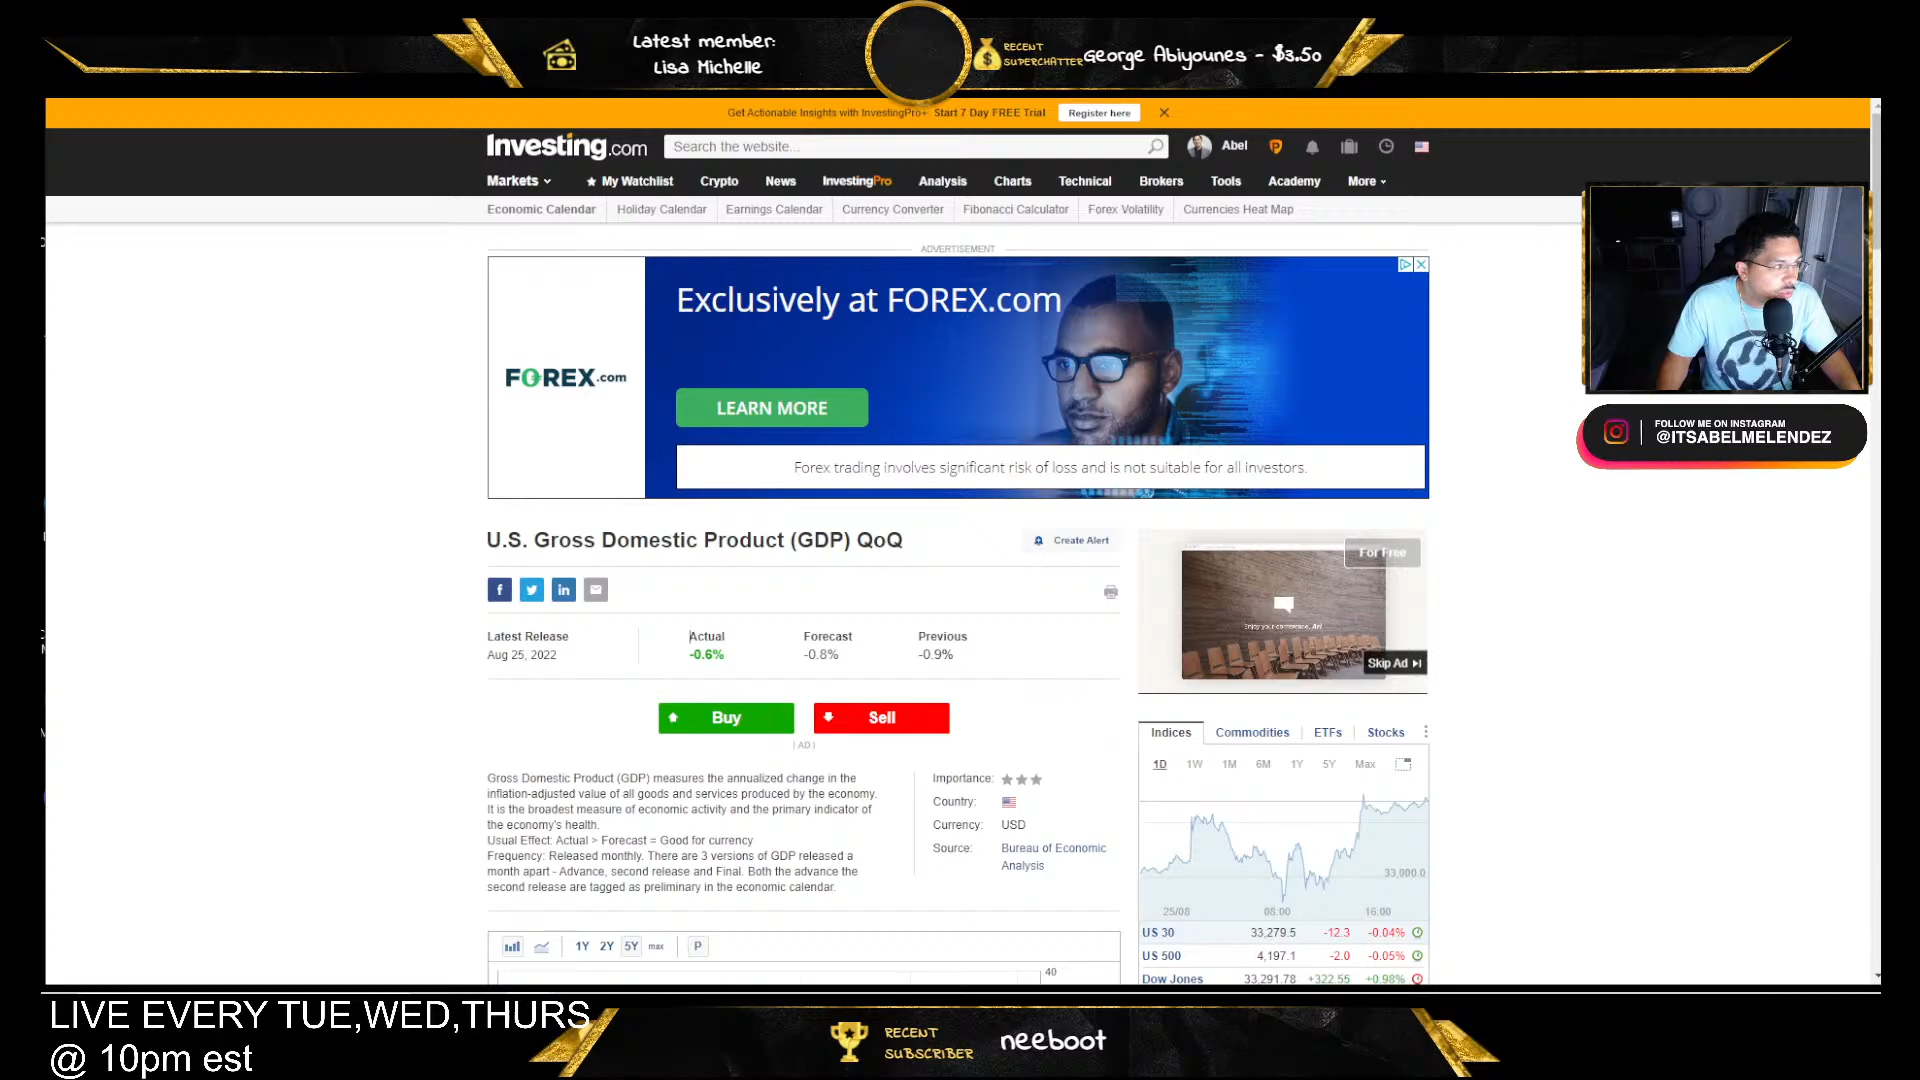 Latest member:
Lisa Michelle
RECENT
SUPERCHATTER
George Abiyounes - $3.50
Get Actionable Insights with InvestingPro+ Start 7 Day FREE Trial
Register here
Investing.com
Search the website...
Abel
Markets
My Watchlist
Crypto
News
InvestingPro
Analysis
Charts
Technical
Brokers
Tools
Academy
More
Economic Calendar
Holiday Calendar
Earnings Calendar
Currency Converter
Fibonacci Calculator
Forex Volatility
Currencies Heat Map
ADVERTISEMENT
Exclusively at FOREX.com
FOREX.com
LEARN MORE
Forex trading involves significant risk of loss and is not suitable for all investors.
FOLLOW ME ON INSTAGRAM
@ITSABELMELENDEZ
U.S. Gross Domestic Product (GDP) QoQ
Create Alert
For Free
Skip Ad
Latest Release
Actual
Forecast
Previous
Aug 25, 2022
-0.6%
-0.8%
-0.9%
Buy
Sell
[ AD ]
Gross Domestic Product (GDP) measures the annualized change in the
inflation-adjusted value of all goods and services produced by the economy.
It is the broadest measure of economic activity and the primary indicator of
the economy's health.
Usual Effect: Actual > Forecast = Good for currency
Frequency: Released monthly. There are 3 versions of GDP released a
month apart - Advance, second release and Final. Both the advance the
second release are tagged as preliminary in the economic calendar.
Importance:
Country:
Currency: USD
Source: Bureau of Economic
Analysis
1Y 2Y 5Y max P
40
Indices
Commodities
ETFs
Stocks
1D 1W 1M 6M 1Y 5Y Max
33,000.0
25/08 08:00 16:00
US 30 33,279.5 -12.3 -0.04%
US 500 4,197.1 -2.0 -0.05%
Dow Jones 33,291.78 +322.55 +0.98%
LIVE EVERY TUE,WED,THURS
@ 10pm est
RECENT
SUBSCRIBER
neeboot